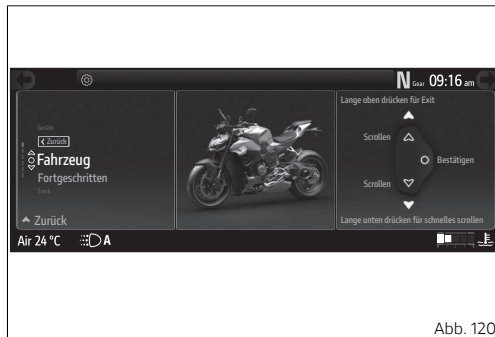 N Gear 09:16 am
Geräte
Zurück
Fahrzeug
Fortgeschritten
Track
Zurück
Lange oben drücken für Exit
Scrollen
Bestätigen
Scrollen
Lange unten drücken für schnelles scrollen
Air 24 °C
A
Abb. 120